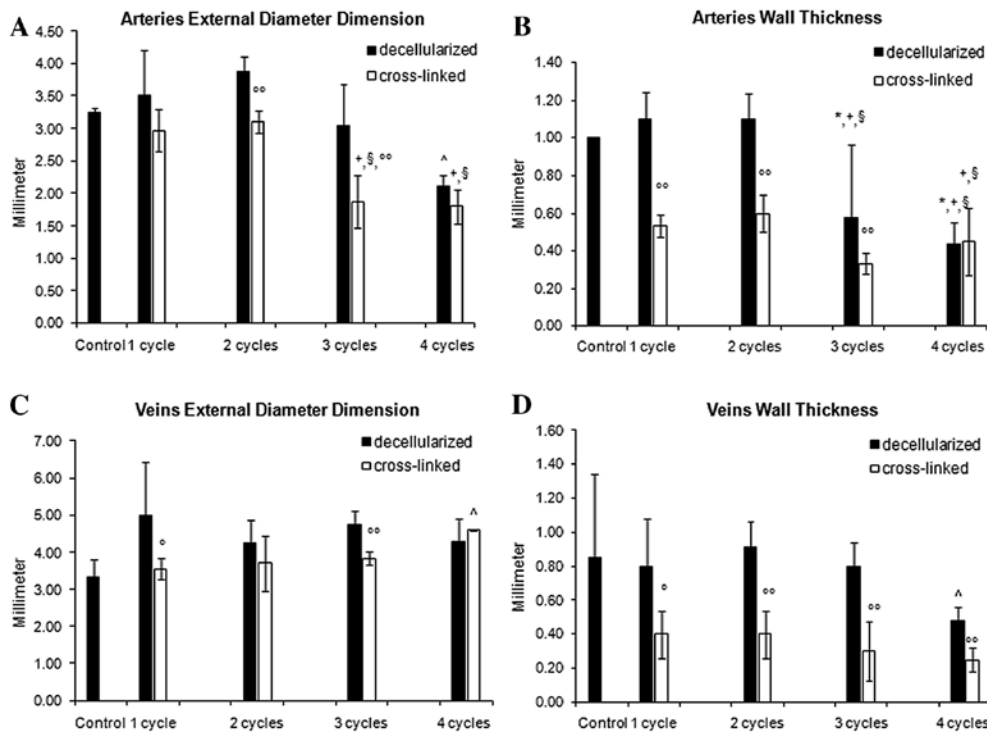 A
Arteries External Diameter Dimension
decellularized
cross-linked
Millimeter
4.50
4.00
3.50
3.00
2.50
2.00
1.50
1.00
0.50
0.00
°°
+,§,°°
^
+,§
Control 1 cycle 2 cycles 3 cycles 4 cycles
B
Arteries Wall Thickness
decellularized
cross-linked
Millimeter
1.40
1.20
1.00
0.80
0.60
0.40
0.20
0.00
°°
°°
*,+,§
°°
*,+,§
+,§
Control 1 cycle 2 cycles 3 cycles 4 cycles
C
Veins External Diameter Dimension
decellularized
cross-linked
Millimeter
7.00
6.00
5.00
4.00
3.00
2.00
1.00
0.00
°
°°
^
Control 1 cycle 2 cycles 3 cycles 4 cycles
D
Veins Wall Thickness
decellularized
cross-linked
Millimeter
1.60
1.40
1.20
1.00
0.80
0.60
0.40
0.20
0.00
°
°°
°°
^
°°
Control 1 cycle 2 cycles 3 cycles 4 cycles